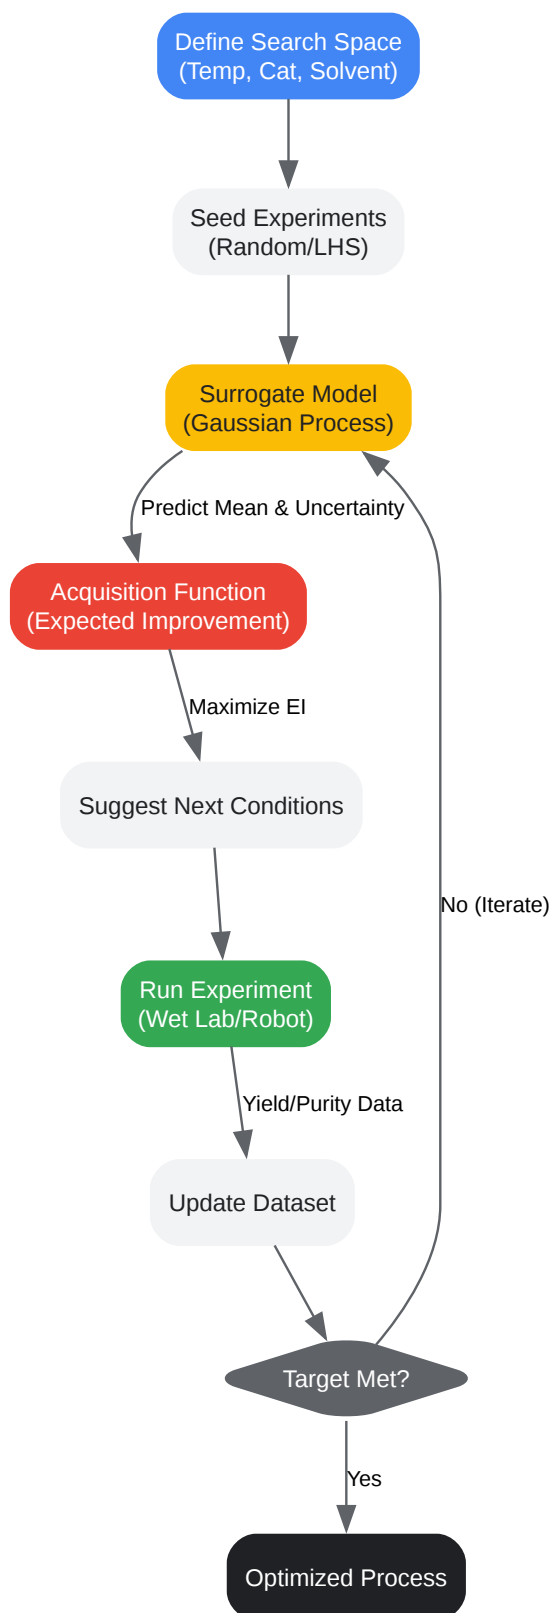 Define Search Space
(Temp, Cat, Solvent)
Seed Experiments
(Random/LHS)
Surrogate Model
(Gaussian Process)
Predict Mean & Uncertainty
Acquisition Function
(Expected Improvement)
Maximize EI
Suggest Next Conditions
No (Iterate)
Run Experiment
(Wet Lab/Robot)
Yield/Purity Data
Update Dataset
Target Met?
Yes
Optimized Process